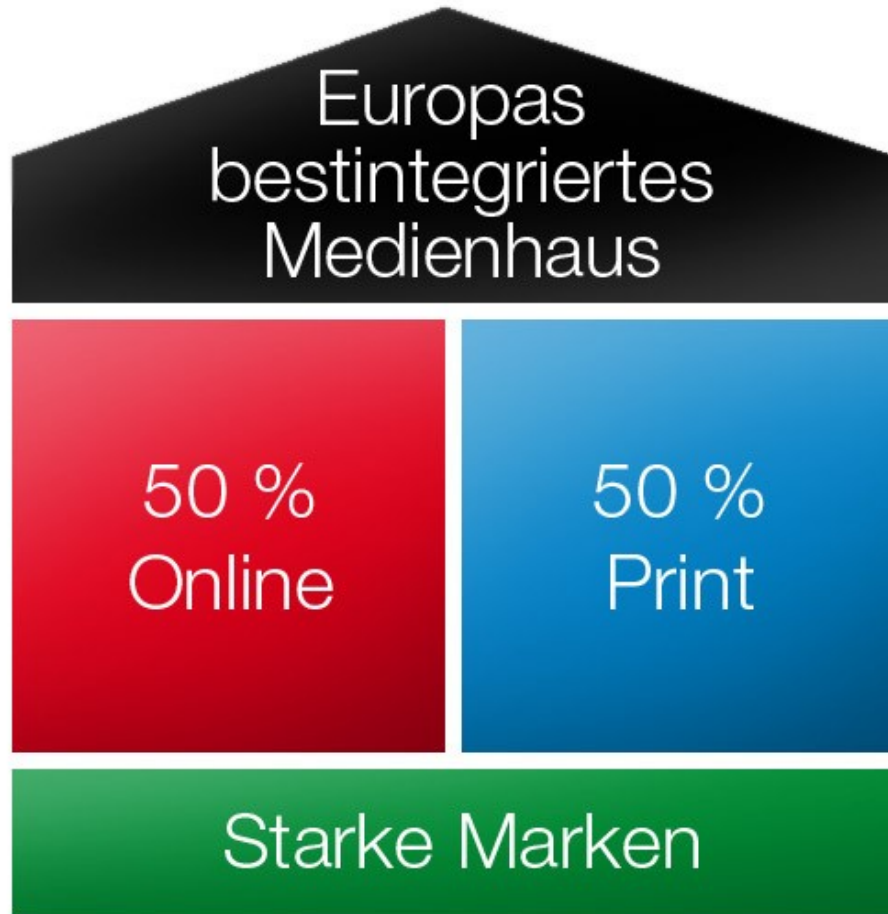 Europas
bestintegriertes
Medienhaus
50 %
Online
50 %
Print
Starke Marken